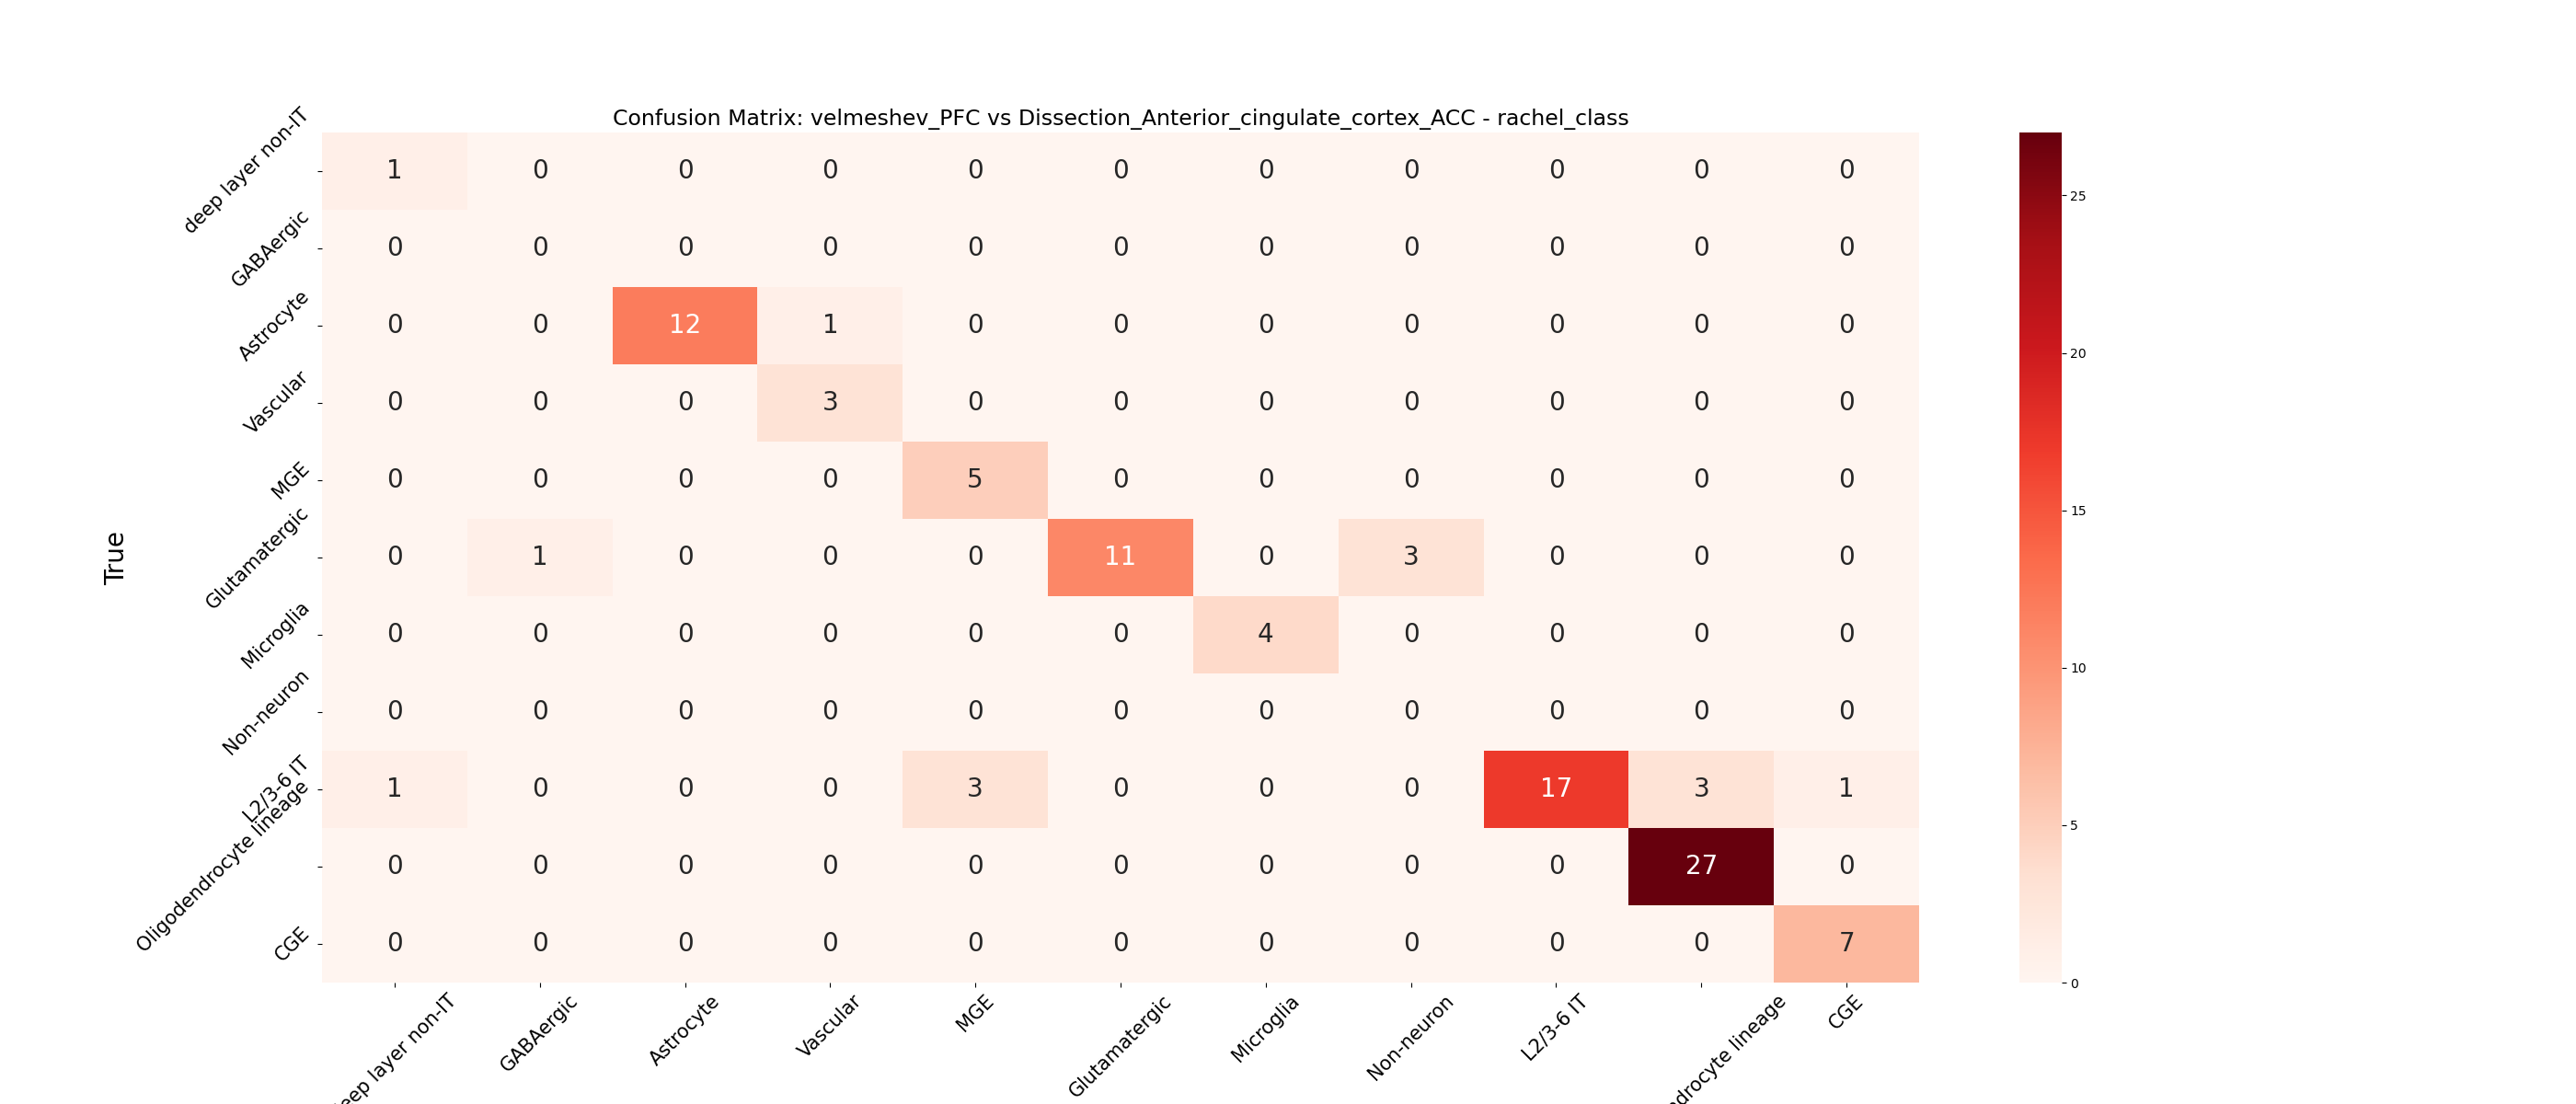 Confusion Matrix: velmeshev_PFC vs Dissection_Anterior_cingulate_cortex_ACC - rachel_class
True
deep layer non-IT 1 0 0 0 0 0 0 0 0 0 0
GABAergic 0 0 0 0 0 0 0 0 0 0 0
Astrocyte 0 0 12 1 0 0 0 0 0 0 0
Vascular 0 0 0 3 0 0 0 0 0 0 0
MGE 0 0 0 0 5 0 0 0 0 0 0
Glutamatergic 0 1 0 0 0 11 0 3 0 0 0
Microglia 0 0 0 0 0 0 4 0 0 0 0
Non-neuron 0 0 0 0 0 0 0 0 0 0 0
L2/3-6 IT 1 0 0 0 3 0 0 0 17 3 1
Oligodendrocyte lineage 0 0 0 0 0 0 0 0 0 27 0
CGE 0 0 0 0 0 0 0 0 0 0 7
layer non-IT GABAergic Astrocyte Vascular MGE Glutamatergic Microglia Non-neuron L2/3-6 IT lineage CGE
25
20
15
10
5
0